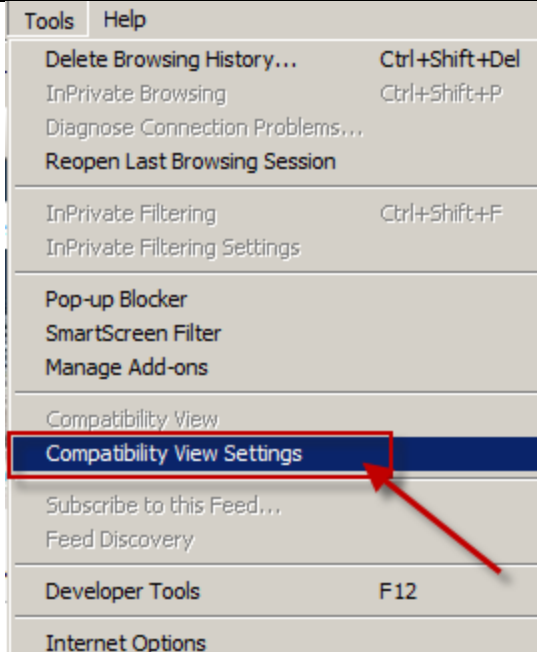 Tools Help
Delete Browsing History... Ctrl+Shift+Del
InPrivate Browsing Ctrl+Shift+P
Diagnose Connection Problems...
Reopen Last Browsing Session
InPrivate Filtering Ctrl+Shift+F
InPrivate Filtering Settings
Pop-up Blocker
SmartScreen Filter
Manage Add-ons
Compatibility View
Compatibility View Settings
Subscribe to this Feed...
Feed Discovery
Developer Tools F12
Internet Options